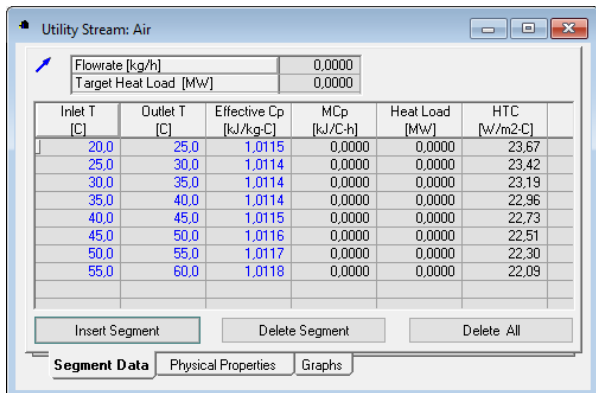 Utility Stream: Air
Flowrate [kg/h] 0,0000
Target Heat Load [MW] 0,0000
Inlet T Outlet T Effective Cp MCp Heat Load HTC
[C] [C] [kJ/kg-C] [kJ/C-h] [MW] [W/m2-C]
20,0 25,0 1,0115 0,0000 0,0000 23,67
25,0 30,0 1,0114 0,0000 0,0000 23,42
30,0 35,0 1,0114 0,0000 0,0000 23,19
35,0 40,0 1,0114 0,0000 0,0000 22,96
40,0 45,0 1,0115 0,0000 0,0000 22,73
45,0 50,0 1,0116 0,0000 0,0000 22,51
50,0 55,0 1,0117 0,0000 0,0000 22,30
55,0 60,0 1,0118 0,0000 0,0000 22,09
Insert Segment Delete Segment Delete All
Segment Data Physical Properties Graphs